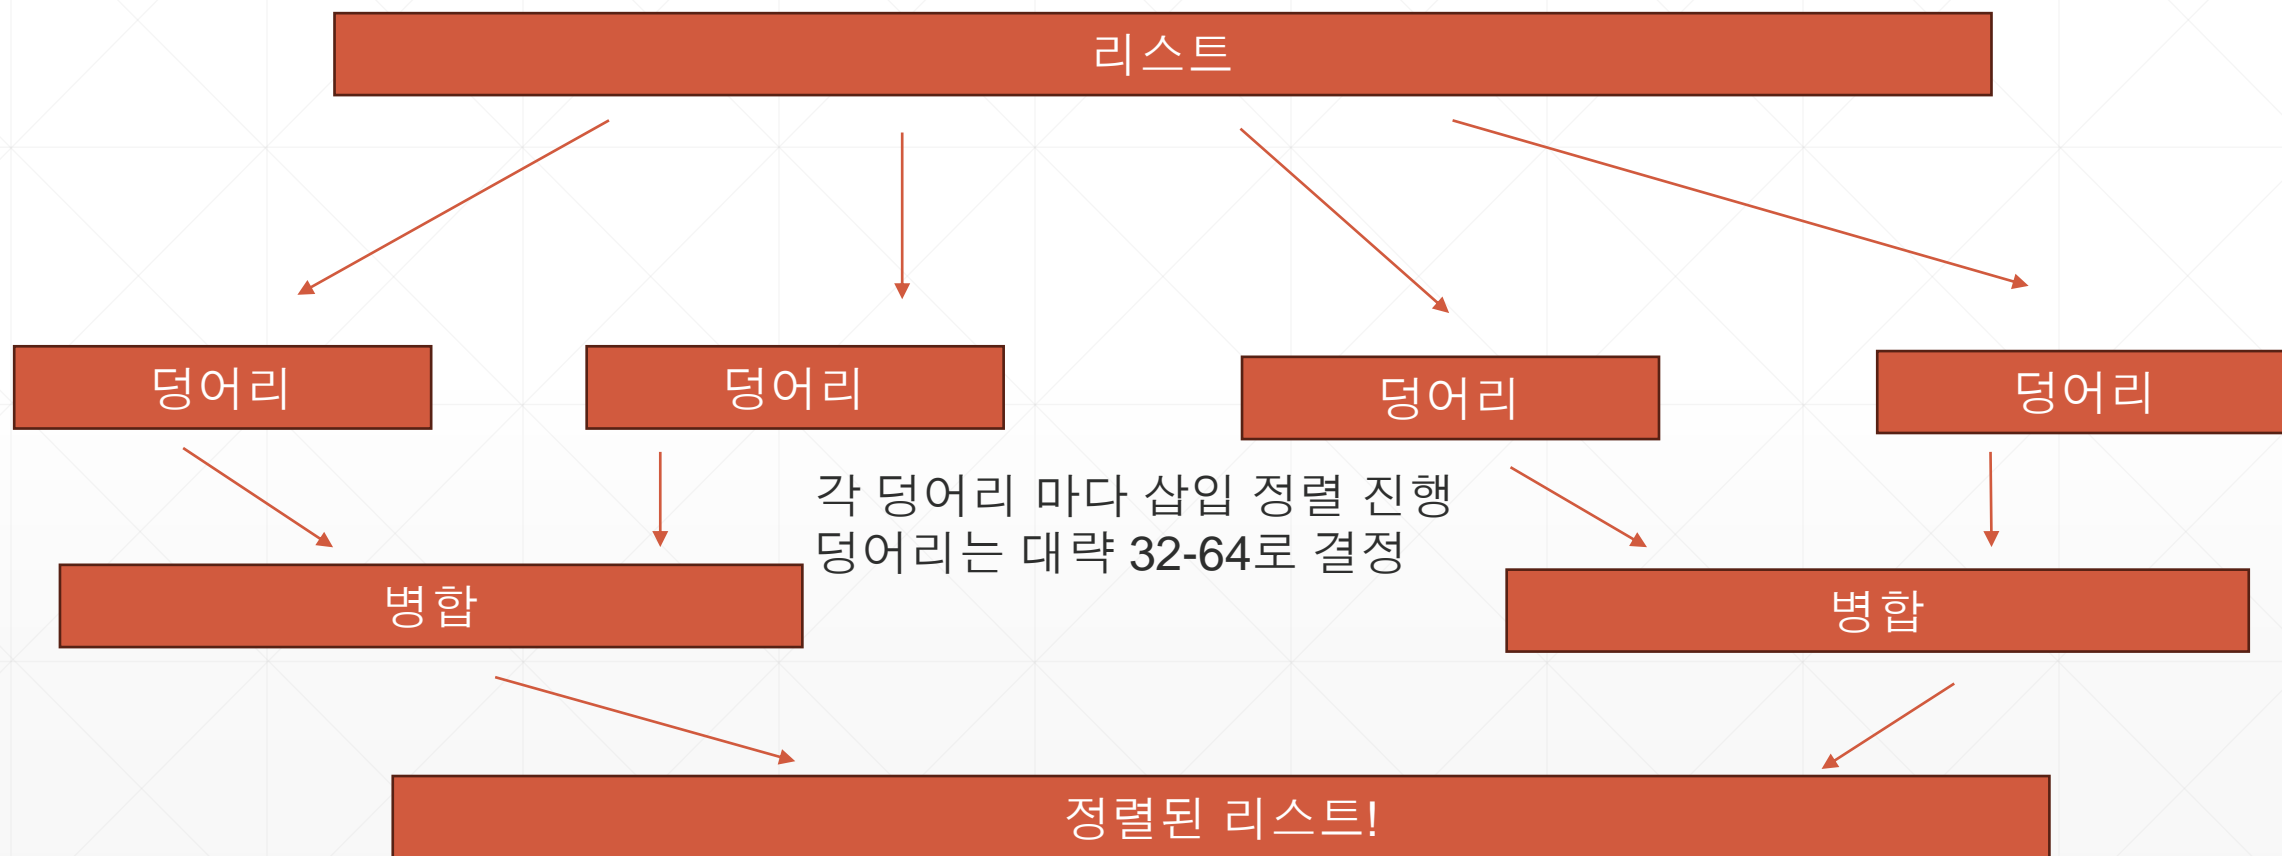 리스트
덩어리
덩어리
덩어리
덩어리
각 덩어리 마다 삽입 정렬 진행
덩어리는 대략 32-64로 결정
병합
병합
정렬된 리스트!